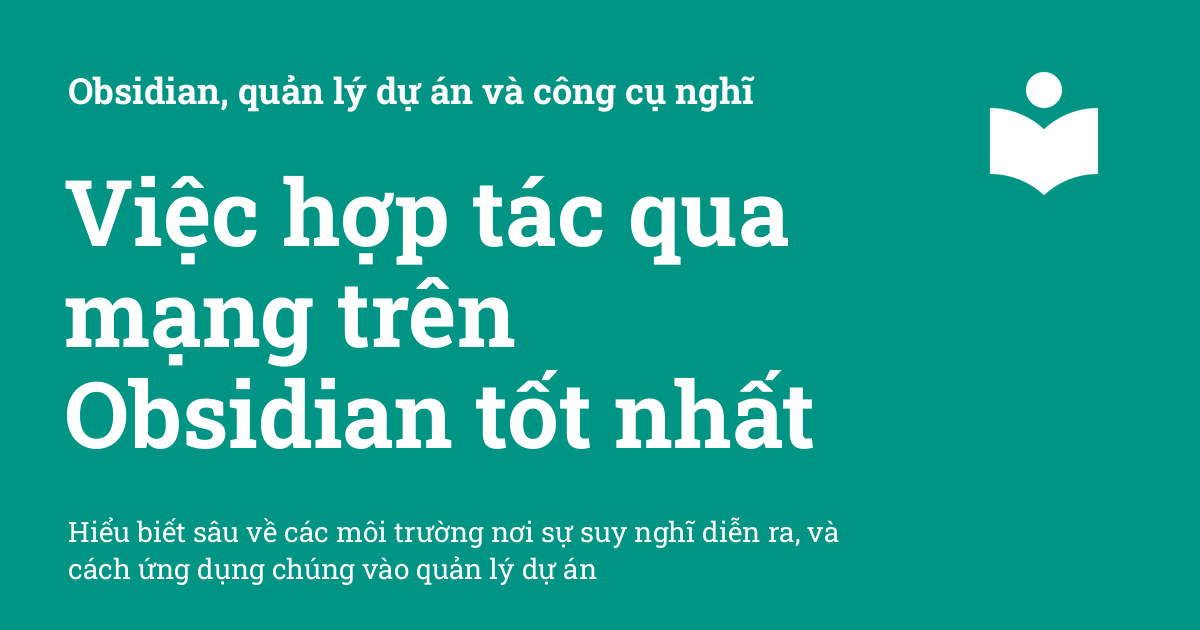 Obsidian, quản lý dự án và công cụ nghĩ
Việc hợp tác qua
mạng trên
Obsidian tốt nhất
Hiểu biết sâu về các môi trường nơi sự suy nghĩ diễn ra, và
cách ứng dụng chúng vào quản lý dự án